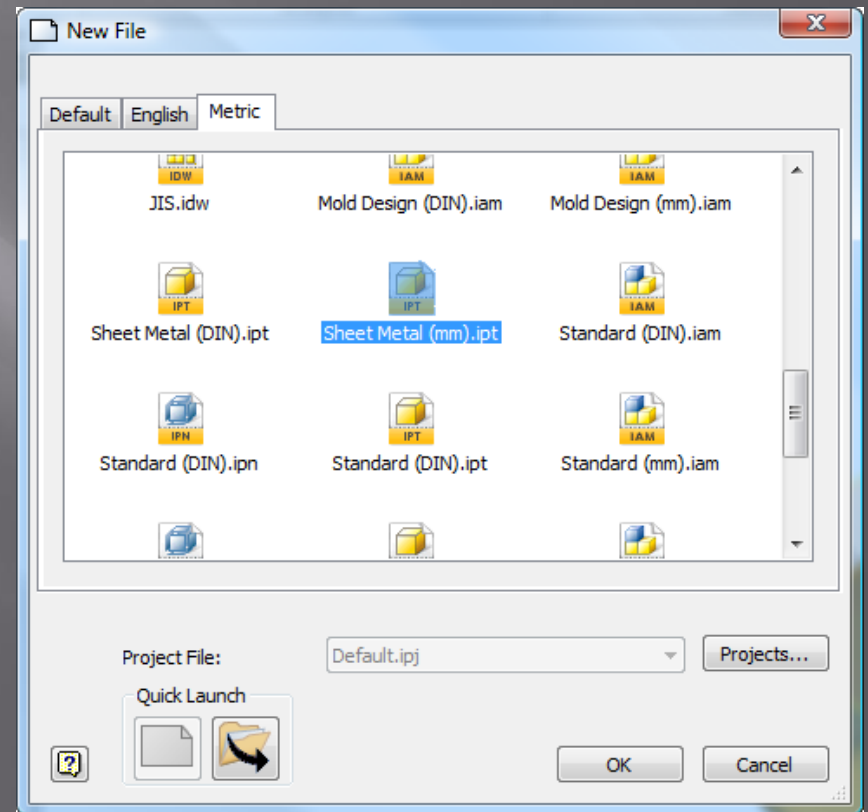 New File
Default English Metric
IDW IAM IAM
JIS.idw Mold Design (DIN).iam Mold Design (mm).iam
IPT IPT IAM
Sheet Metal (DIN).ipt Sheet Metal (mm).ipt Standard (DIN).iam
IPN IPT IAM
Standard (DIN).ipn Standard (DIN).ipt Standard (mm).iam
Project File: Default.ipj Projects...
Quick Launch
OK Cancel